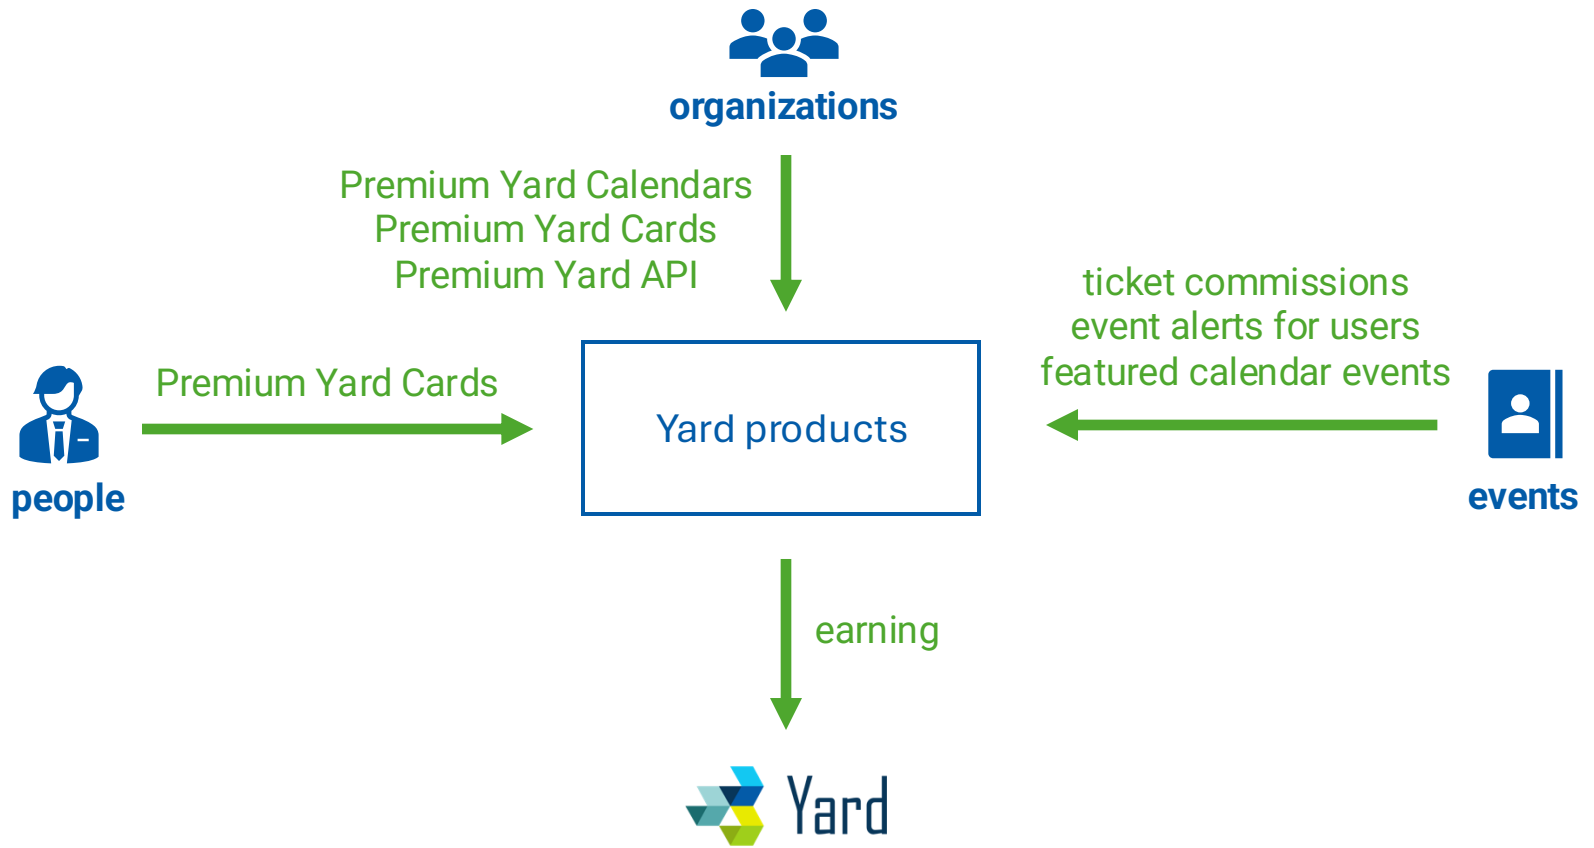 organizations
Premium Yard Calendars
Premium Yard Cards
Premium Yard API
ticket commissions
event alerts for users
featured calendar events
Premium Yard Cards
Yard products
people
events
earning
Yard